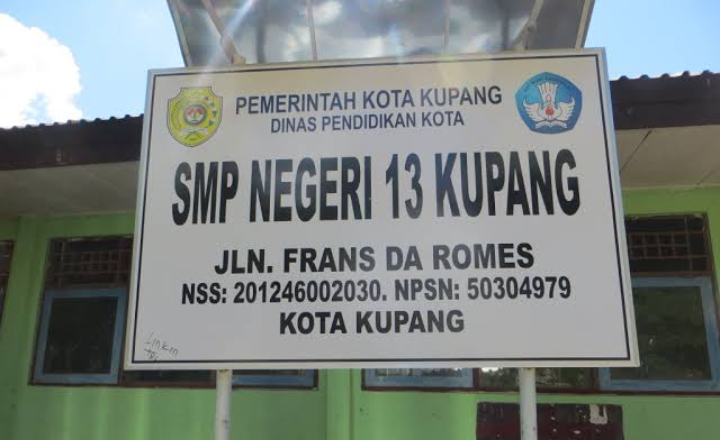 PEMERINTAH KOTA KUPANG
DINAS PENDIDIKAN KOTA
SMP NEGERI 13 KUPANG
JLN. FRANS DA ROMES
NSS: 201246002030. NPSN: 50304979
KOTA KUPANG